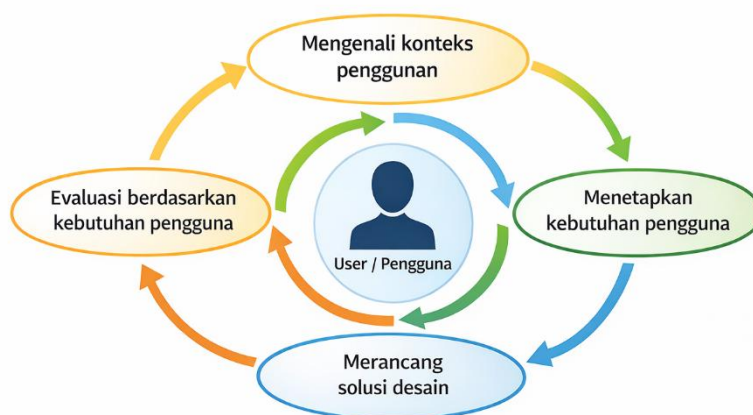 Mengenali konteks
penggunan
Evaluasi berdasarkan
kebutuhan pengguna
Menetapkan
kebutuhan pengguna
User / Pengguna
Merancang
solusi desain